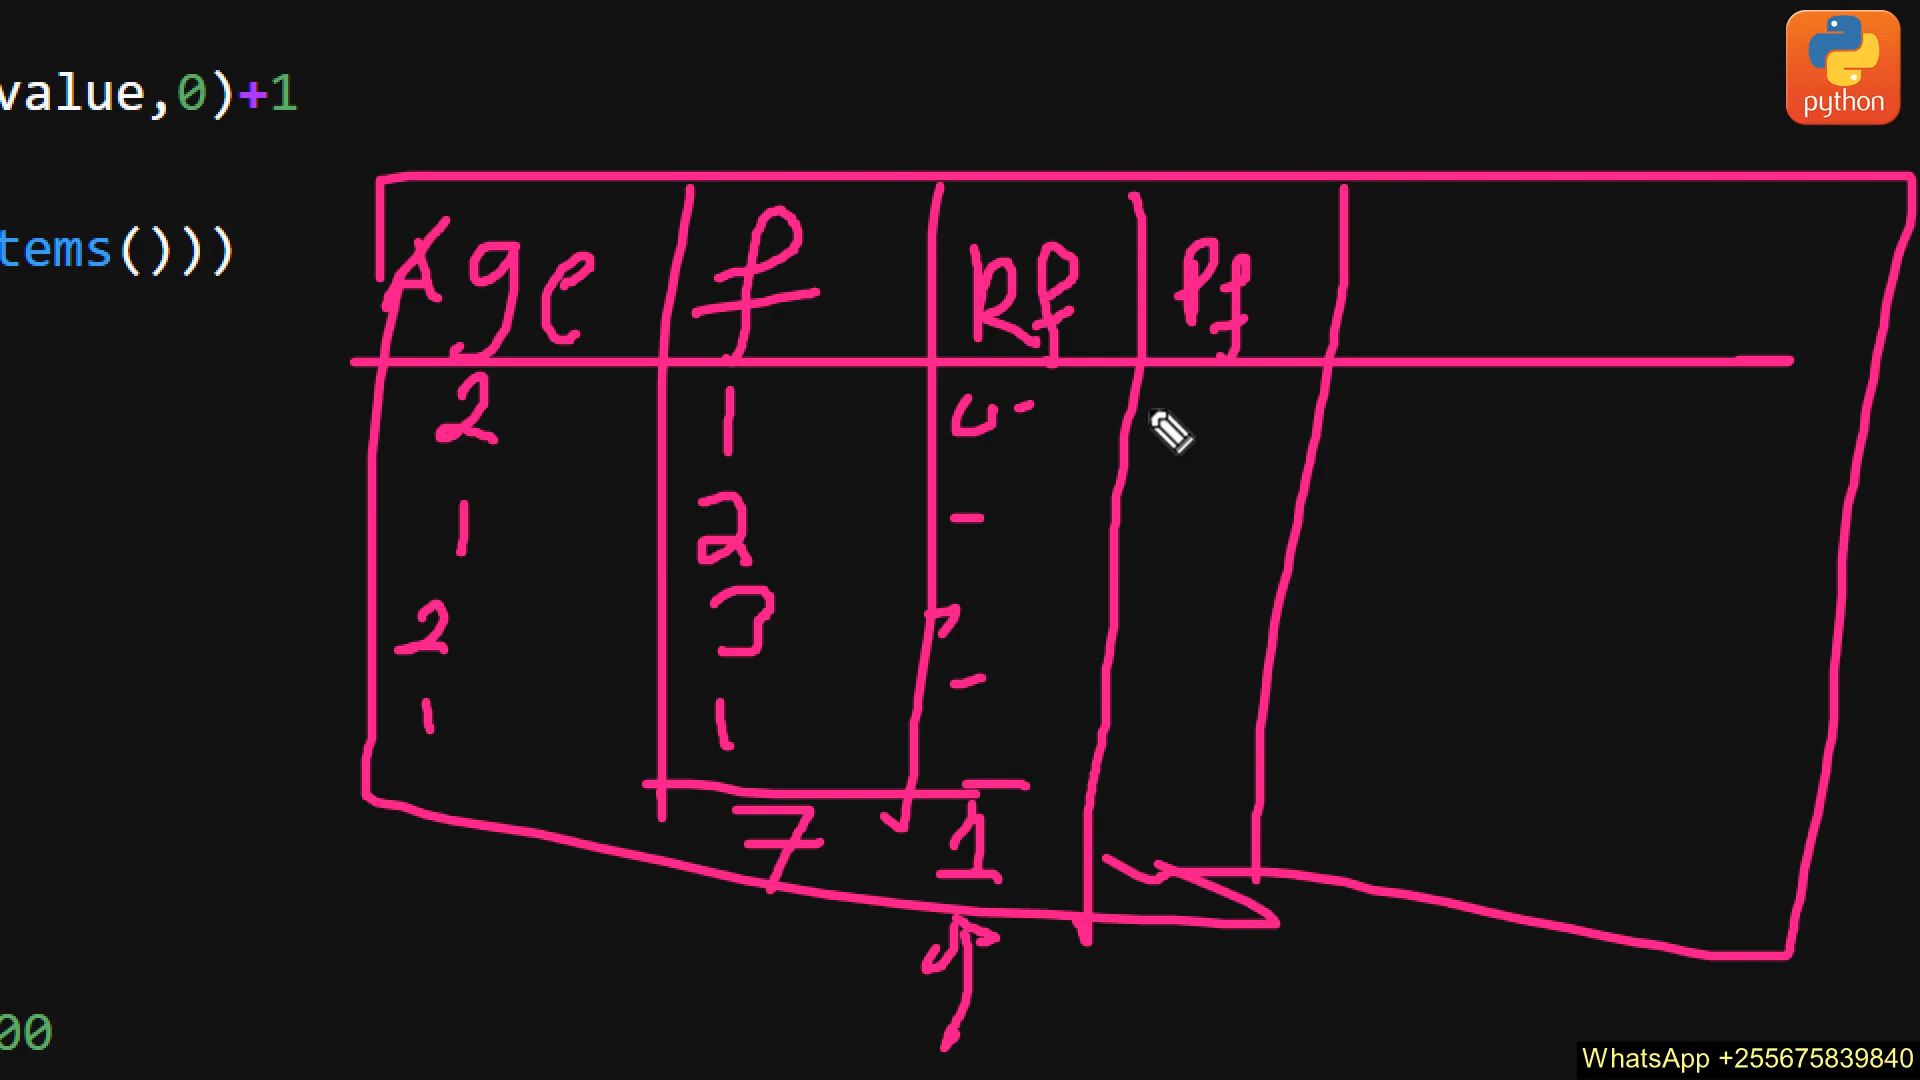 value,0)+1
python
tems()))
Age f Rf Pf
2 1 0-
1 2 -
2 3
1 1 -
7 1
00
WhatsApp +255675839840